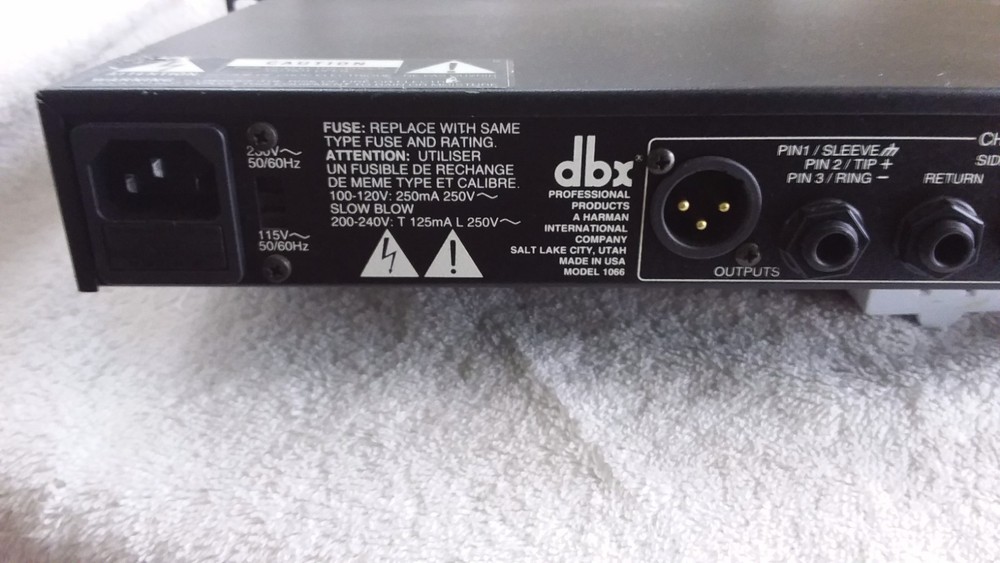 CAUTION
230V~
50/60Hz
115V~
50/60Hz
FUSE: REPLACE WITH SAME
TYPE FUSE AND RATING.
ATTENTION: UTILISER
UN FUSIBLE DE RECHANGE
DE MEME TYPE ET CALIBRE.
100-120V: 250mA 250V~
SLOW BLOW
200-240V: T 125mA L 250V~
dbx®
PROFESSIONAL
PRODUCTS
A HARMAN
INTERNATIONAL
COMPANY
SALT LAKE CITY, UTAH
MADE IN USA
MODEL 1066
PIN1 / SLEEVE
PIN 2 / TIP +
PIN 3 / RING −
OUTPUTS
RETURN